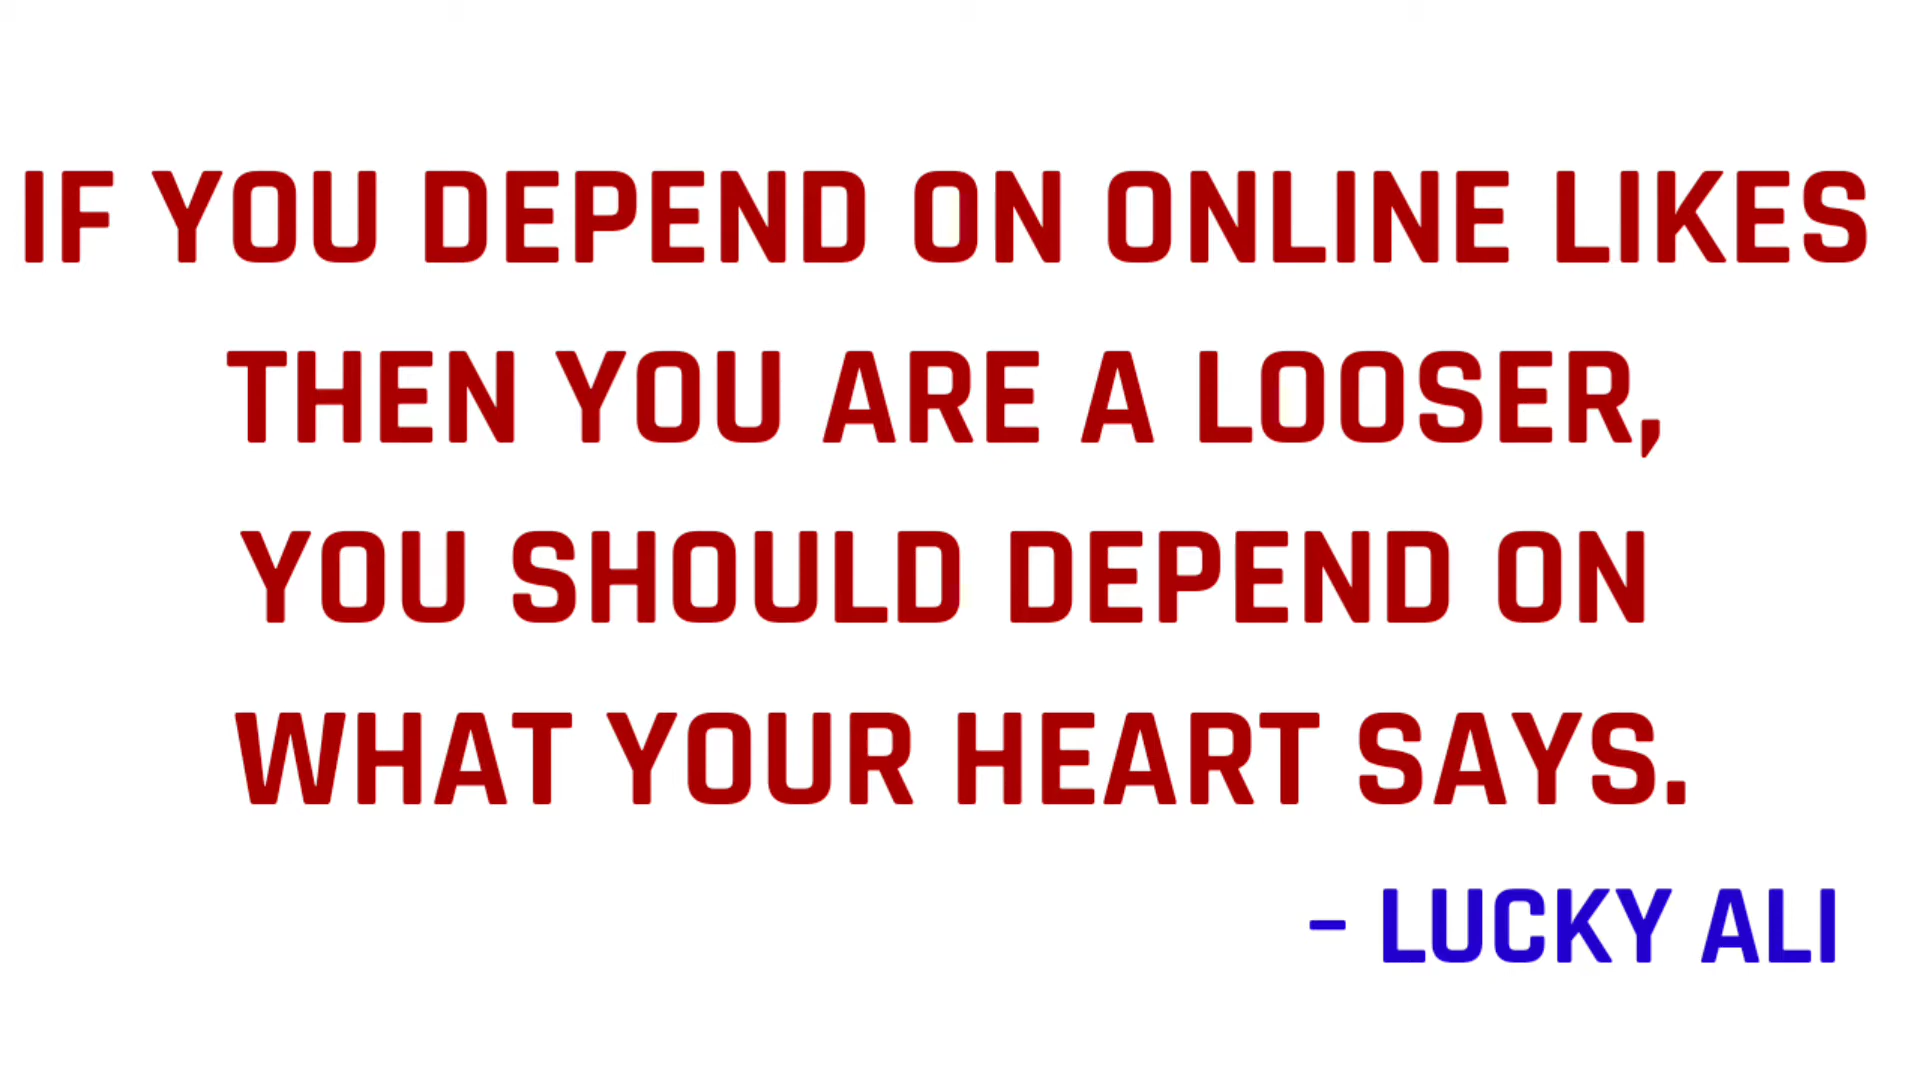 IF YOU DEPEND ON ONLINE LIKES
THEN YOU ARE A LOOSER,
YOU SHOULD DEPEND ON
WHAT YOUR HEART SAYS.
- LUCKY ALI